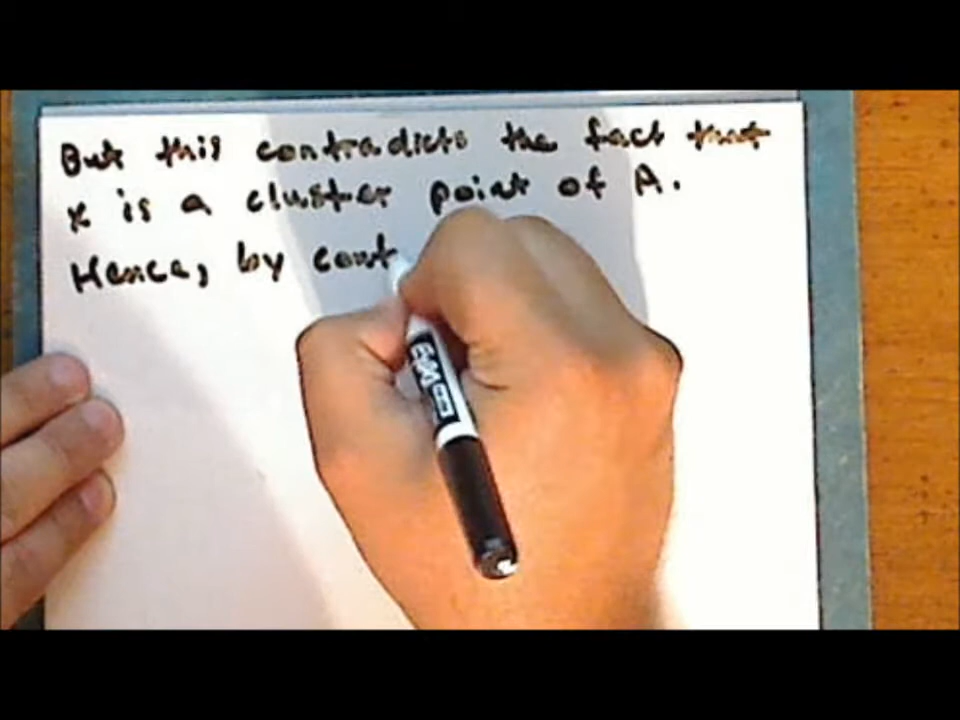 But this contradicts the fact that
x is a cluster point of A.
Hence, by cont